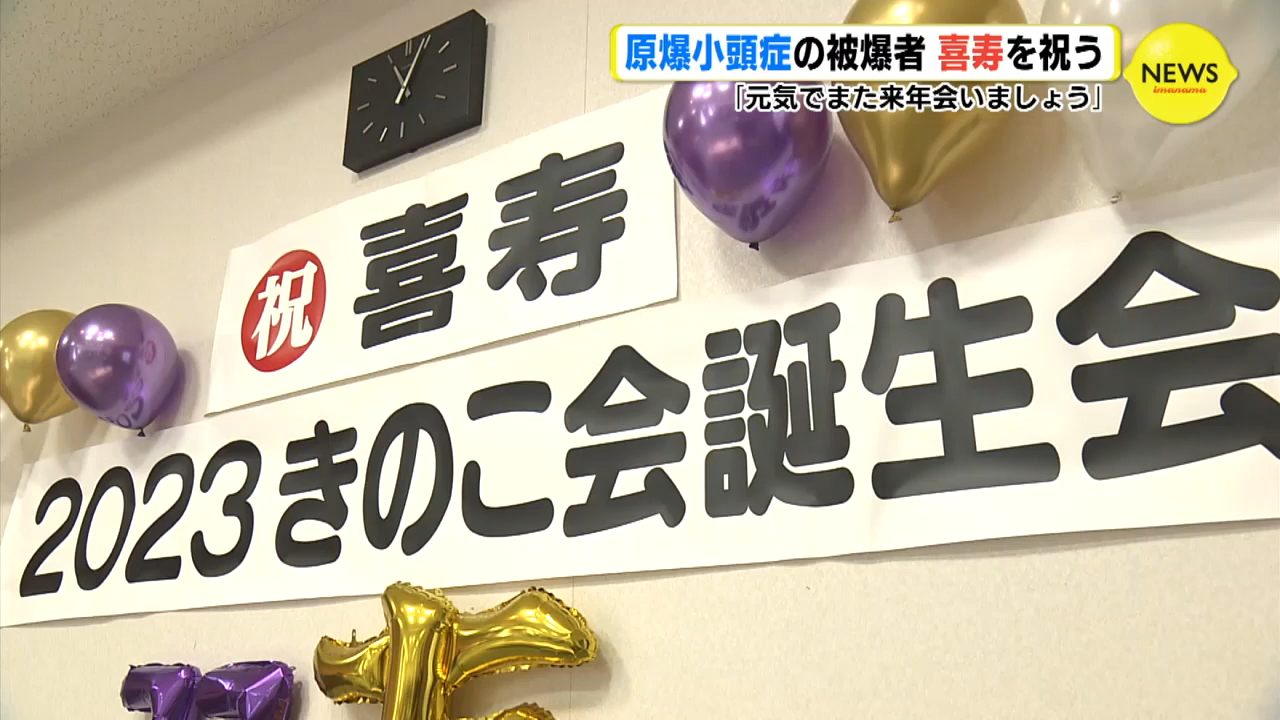 原爆小頭症の被爆者 喜寿を祝う
「元気でまた来年会いましょう」
NEWS
imanama
祝 喜寿
2023きのこ会誕生会